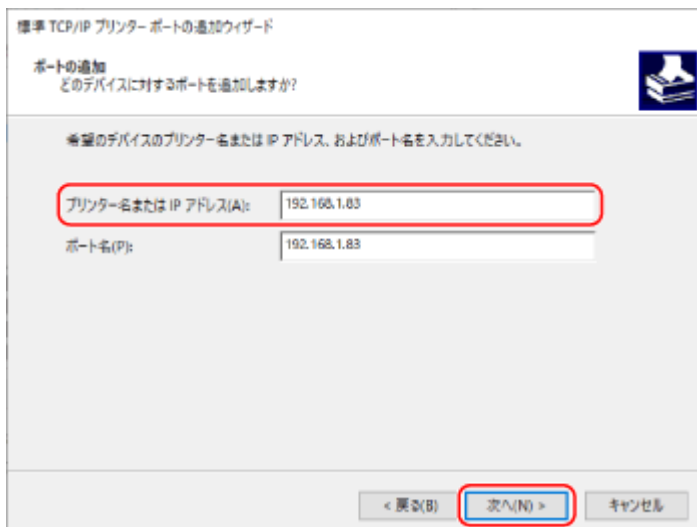 標準 TCP/IP プリンター ポートの追加ウィザード
ポートの追加
どのデバイスに対するポートを追加しますか?
希望のデバイスのプリンター名または IP アドレス、およびポート名を入力してください。
プリンター名または IP アドレス(A): 192.168.1.83
ポート名(P): 192.168.1.83
< 戻る(B) 次へ(N) > キャンセル